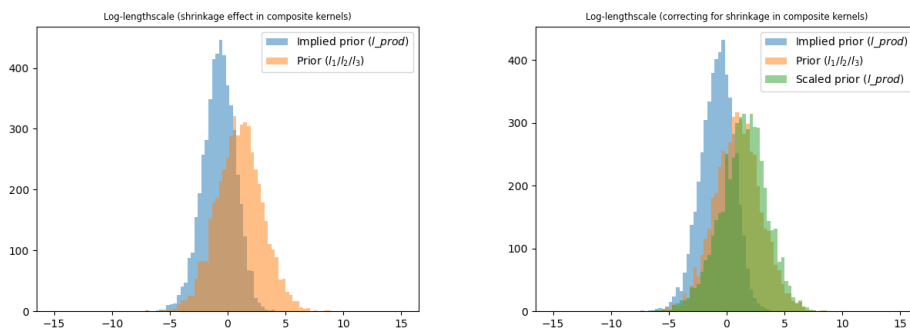 Log-lengthscale (shrinkage effect in composite kernels)
Implied prior (l_prod)
Prior (l₁/l₂/l₃)
400
300
200
100
0
−15 −10 −5 0 5 10 15
Log-lengthscale (correcting for shrinkage in composite kernels)
Implied prior (l_prod)
Prior (l₁/l₂/l₃)
Scaled prior (l_prod)
400
300
200
100
0
−15 −10 −5 0 5 10 15